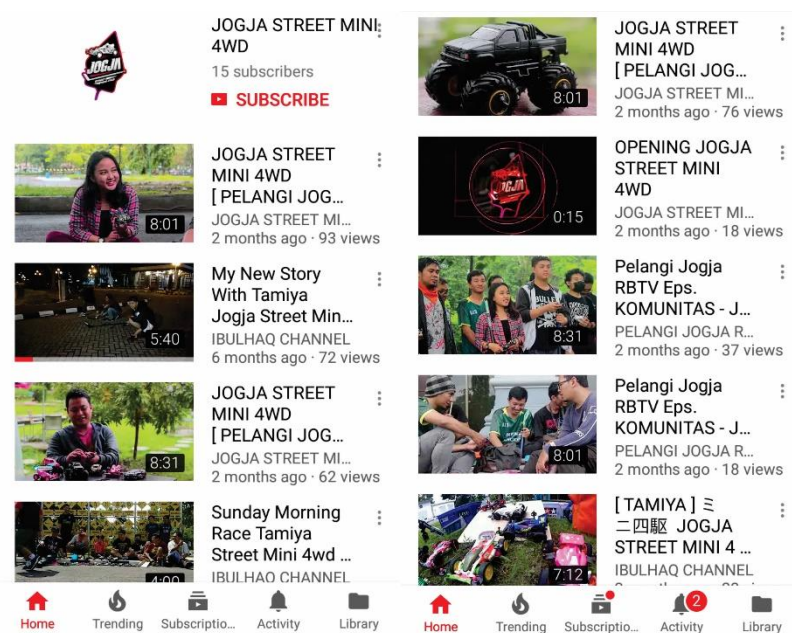 JOGJA STREET MINI
4WD
15 subscribers
SUBSCRIBE
JOGJA
8:01
JOGJA STREET
MINI 4WD
[ PELANGI JOG...
JOGJA STREET MI...
2 months ago · 93 views
5:40
My New Story
With Tamiya
Jogja Street Min...
IBULHAQ CHANNEL
6 months ago · 72 views
8:31
JOGJA STREET
MINI 4WD
[ PELANGI JOG...
JOGJA STREET MI...
2 months ago · 62 views
4:00
Sunday Morning
Race Tamiya
Street Mini 4wd ...
IBULHAQ CHANNEL
Home
Trending
Subscriptio...
Activity
Library
8:01
JOGJA STREET
MINI 4WD
[ PELANGI JOG...
JOGJA STREET MI...
2 months ago · 76 views
JOGJA
0:15
OPENING JOGJA
STREET MINI
4WD
JOGJA STREET MI...
2 months ago · 18 views
8:31
Pelangi Jogja
RBTV Eps.
KOMUNITAS - J...
PELANGI JOGJA R...
2 months ago · 37 views
8:01
Pelangi Jogja
RBTV Eps.
KOMUNITAS - J...
PELANGI JOGJA R...
2 months ago · 18 views
7:12
[ TAMIYA ] ミ
ニ四駆 JOGJA
STREET MINI 4 ...
IBULHAQ CHANNEL
Home
Trending
Subscriptio...
2
Activity
Library